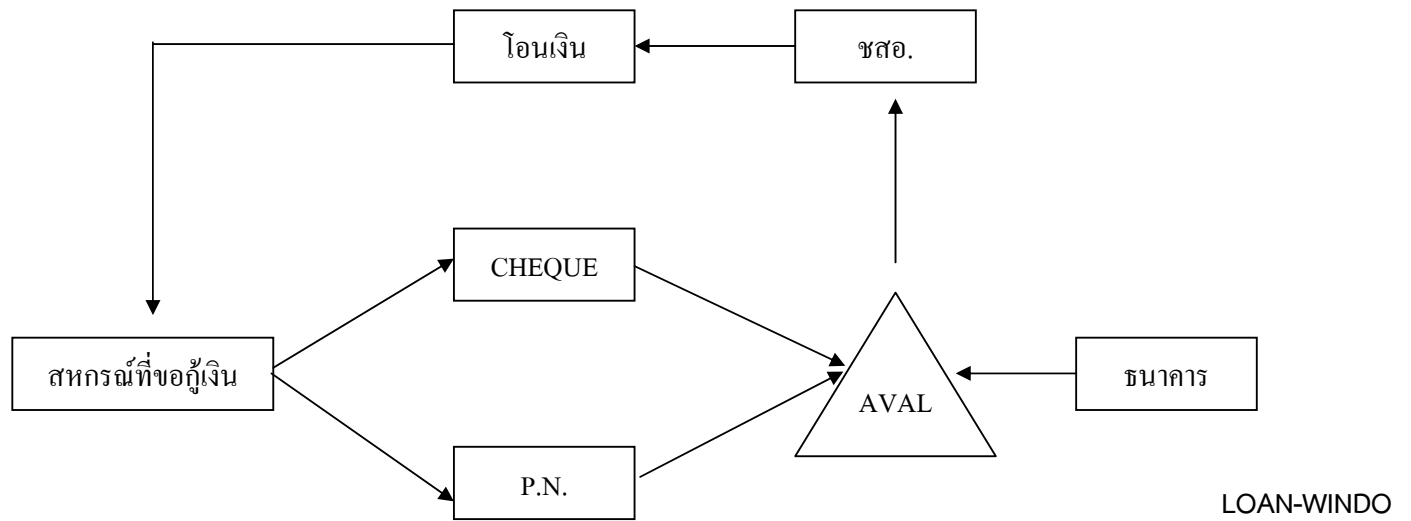 โอนเงิน
ชสอ.
CHEQUE
สหกรณ์ที่ขอกู้เงิน
AVAL
ธนาคาร
P.N.
LOAN-WINDO